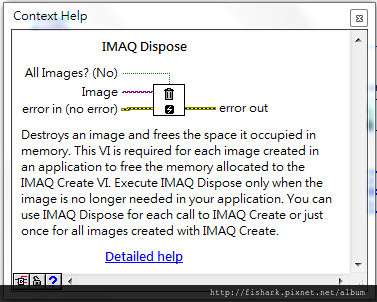 Context Help
IMAQ Dispose
All Images? (No)
Image
error in (no error)
error out
Destroys an image and frees the space it occupied in
memory. This VI is required for each image created in
an application to free the memory allocated to the
IMAQ Create VI. Execute IMAQ Dispose only when the
image is no longer needed in your application. You can
use IMAQ Dispose for each call to IMAQ Create or just
once for all images created with IMAQ Create.
Detailed help
?
http://fishark.pixnet.net/album